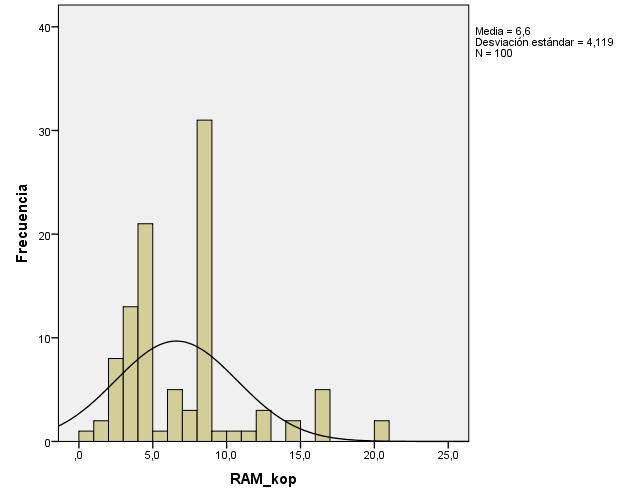 Media = 6,6
Desviación estándar = 4,119
N = 100
40
30
20
10
0
Frecuencia
,0
5,0
10,0
15,0
20,0
25,0
RAM_kop